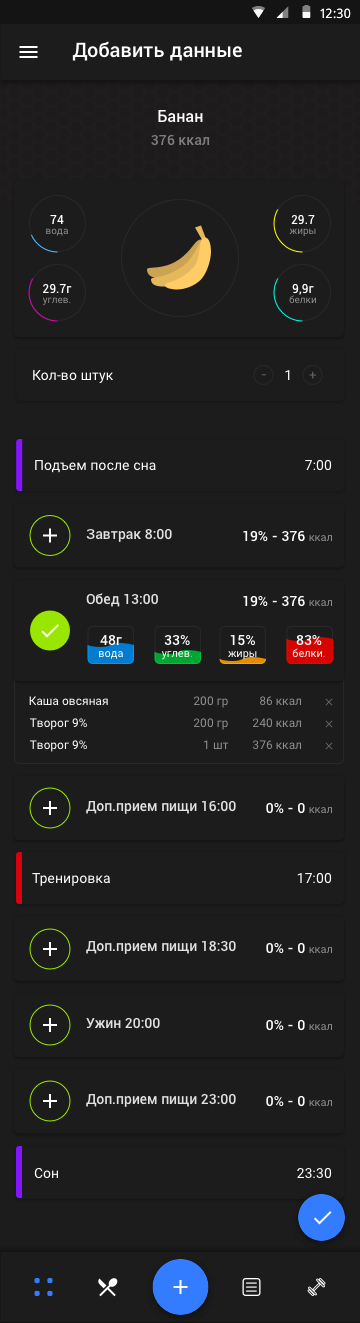 12:30
Добавить данные
Банан
376 ккал
74
вода
29.7
жиры
29.7г
углев.
9,9г
белки
Кол-во штук - 1 +
Подъем после сна 7:00
Завтрак 8:00 19% - 376 ккал
Обед 13:00 19% - 376 ккал
48г 33% 15% 83%
вода углев. жиры белки.
Каша овсяная 200 гр 86 ккал ×
Творог 9% 200 гр 240 ккал ×
Творог 9% 1 шт 376 ккал ×
Доп.прием пищи 16:00 0% - 0 ккал
Тренировка 17:00
Доп.прием пищи 18:30 0% - 0 ккал
Ужин 20:00 0% - 0 ккал
Доп.прием пищи 23:00 0% - 0 ккал
Сон 23:30